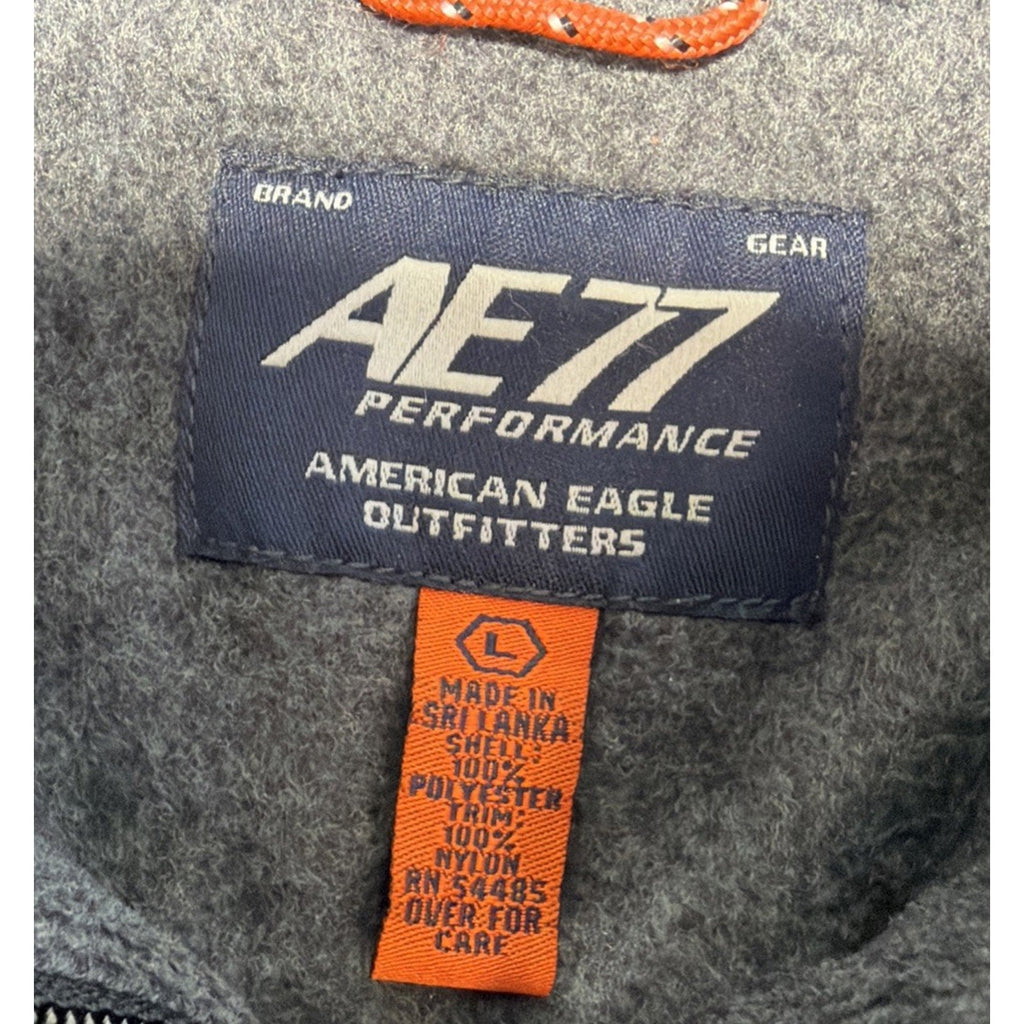 BRAND
GEAR
AE77
PERFORMANCE
AMERICAN EAGLE
OUTFITTERS
L
MADE IN
SRI LANKA
SHELL:
100%
POLYESTER
TRIM:
100%
NYLON
RN 54485
OVER FOR
CARE